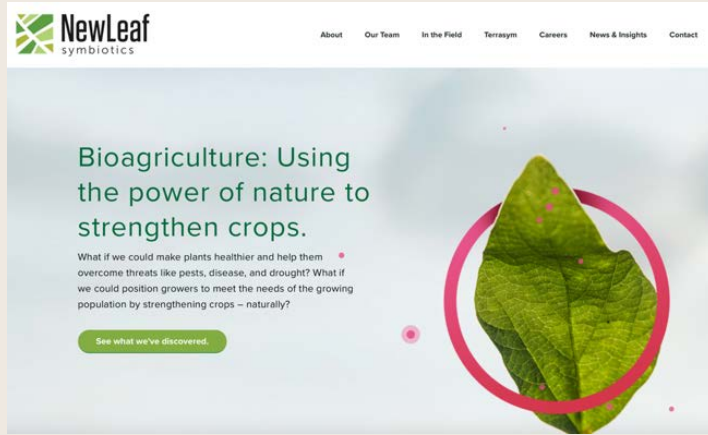 NewLeaf
symbiotics
About Our Team In the Field Terrasym Careers News & Insights Contact
Bioagriculture: Using
the power of nature to
strengthen crops.
What if we could make plants healthier and help them
overcome threats like pests, disease, and drought? What if
we could position growers to meet the needs of the growing
population by strengthening crops – naturally?
See what we've discovered.